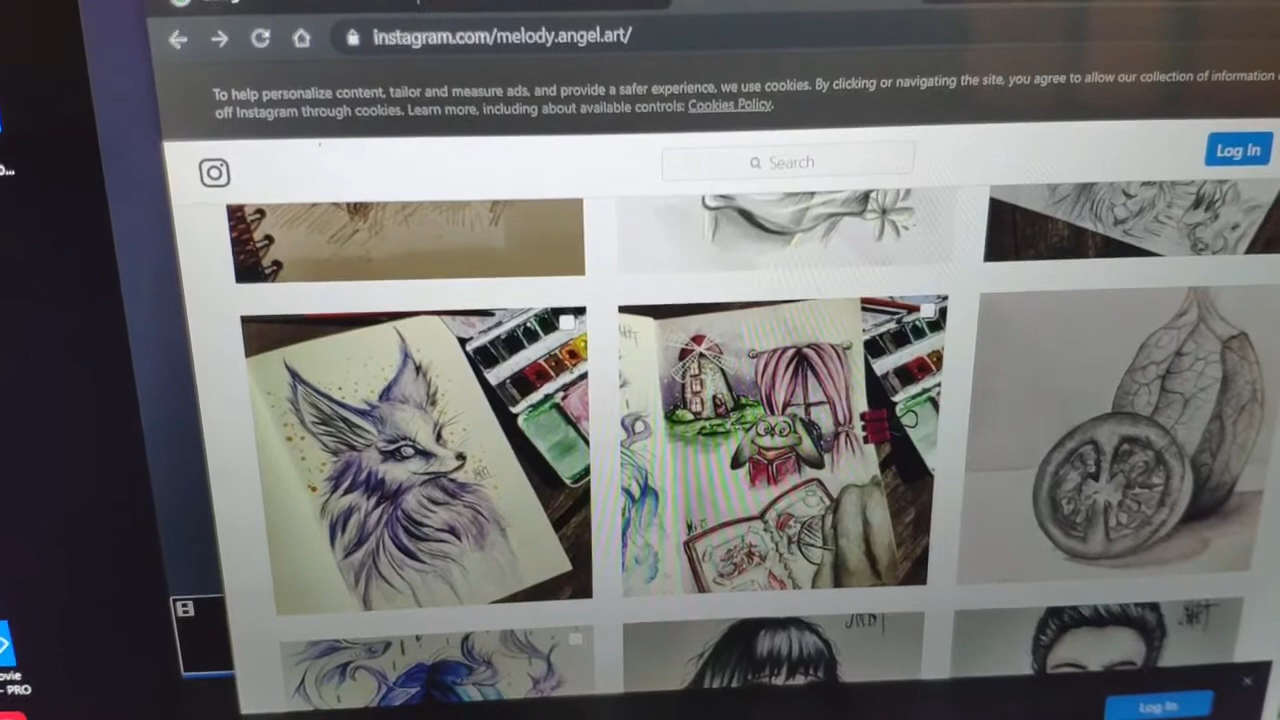 instagram.com/melody.angel.art/
To help personalize content, tailor and measure ads, and provide a safer experience, we use cookies. By clicking or navigating the site, you agree to allow our collection of information
off Instagram through cookies. Learn more, including about available controls: Cookies Policy.
Search
Log In
- PRO
Log In